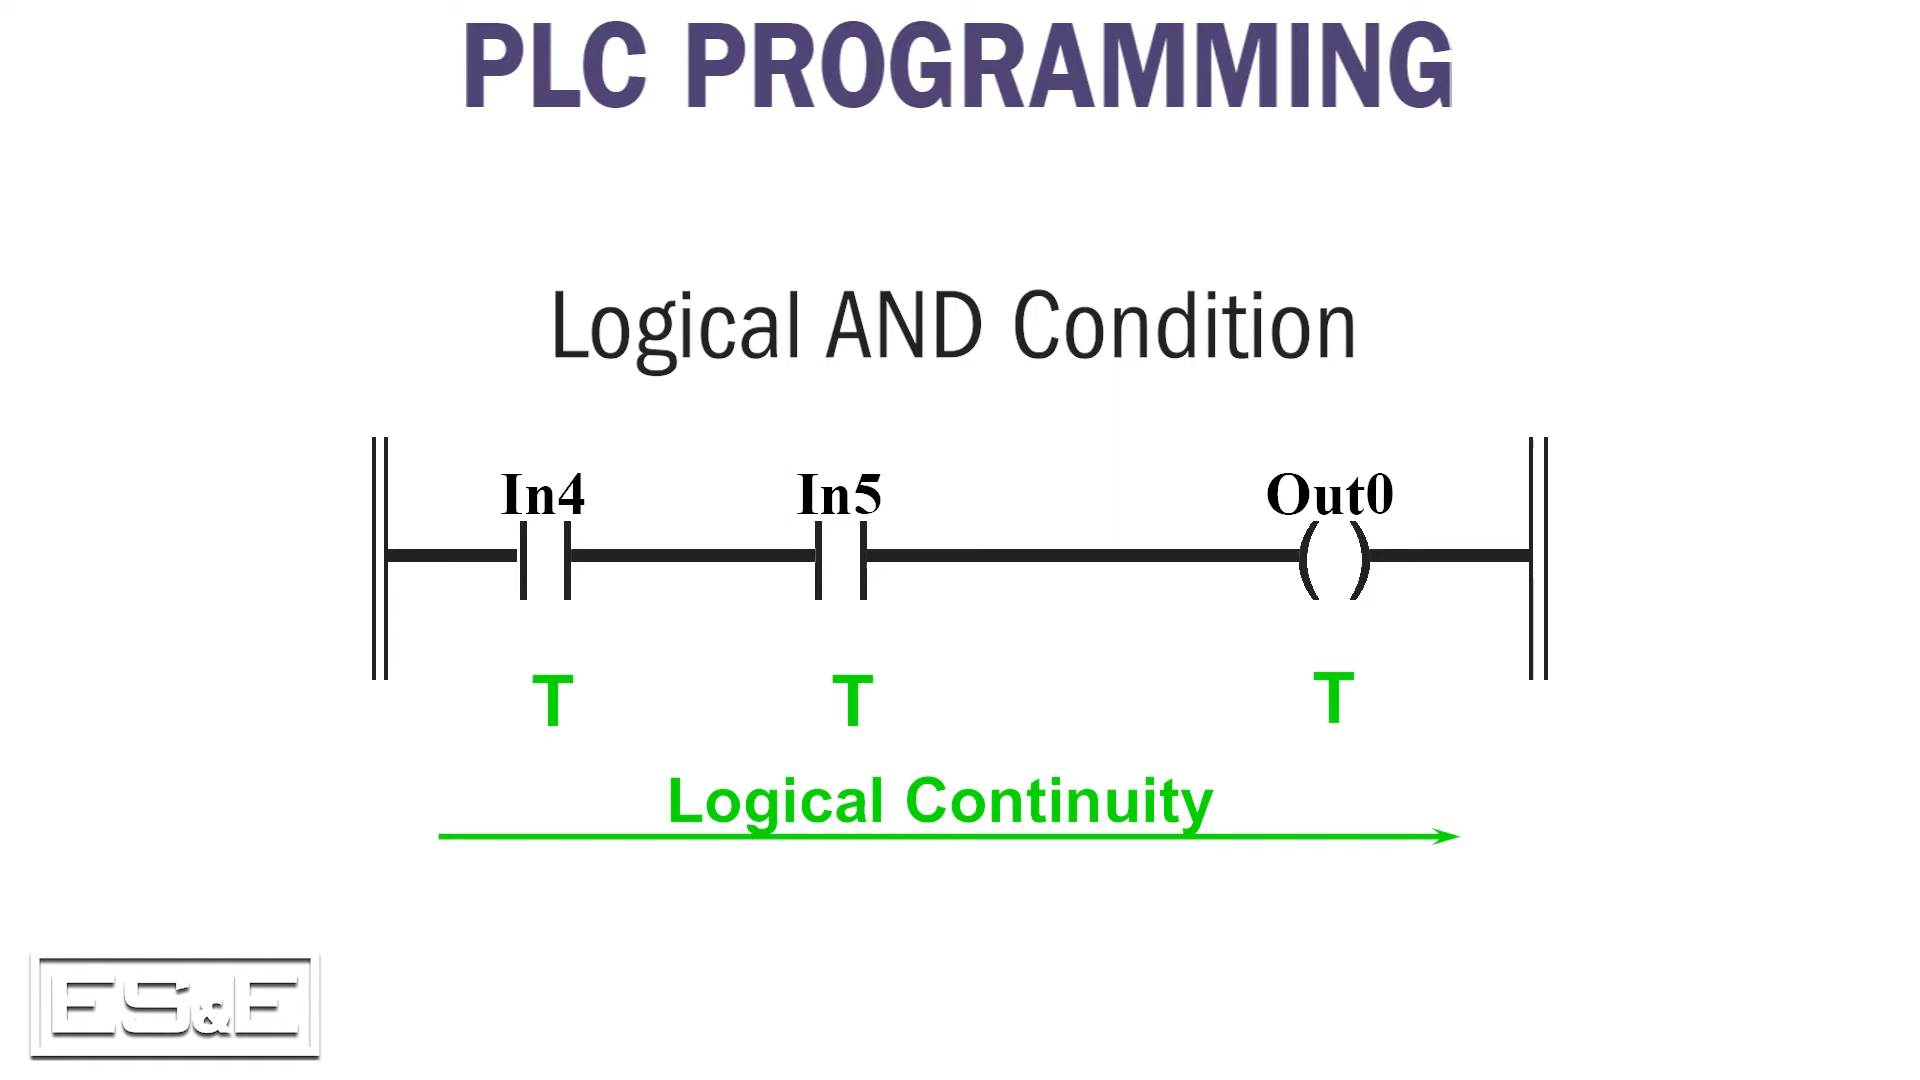 PLC PROGRAMMING
Logical AND Condition
In4 In5 Out0
T T T
Logical Continuity
ES&E